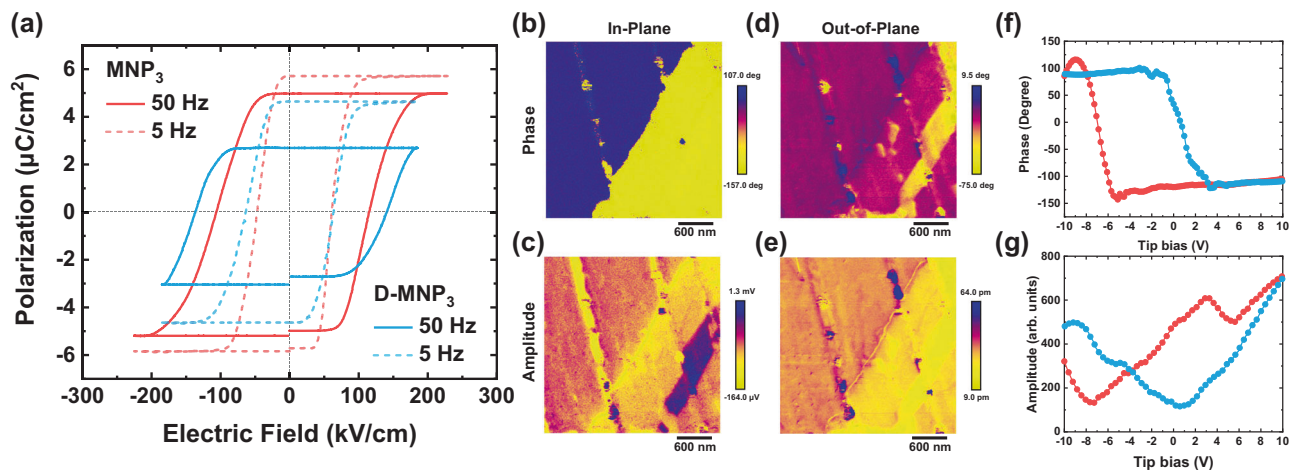 (a)
Polarization (μC/cm²)
6
4
2
0
-2
-4
-6
MNP₃
50 Hz
5 Hz
D-MNP₃
50 Hz
5 Hz
-300 -200 -100 0 100 200 300
Electric Field (kV/cm)
(b) In-Plane
Phase
107.0 deg
-157.0 deg
600 nm
(c)
Amplitude
1.3 mV
-164.0 μV
600 nm
(d) Out-of-Plane
9.5 deg
-75.0 deg
600 nm
(e)
64.0 pm
9.0 pm
600 nm
(f)
Phase (Degree)
150
100
50
0
-50
-100
-150
-10 -8 -6 -4 -2 0 2 4 6 8 10
Tip bias (V)
(g)
Amplitude (arb. units)
800
600
400
200
0
-10 -8 -6 -4 -2 0 2 4 6 8 10
Tip bias (V)